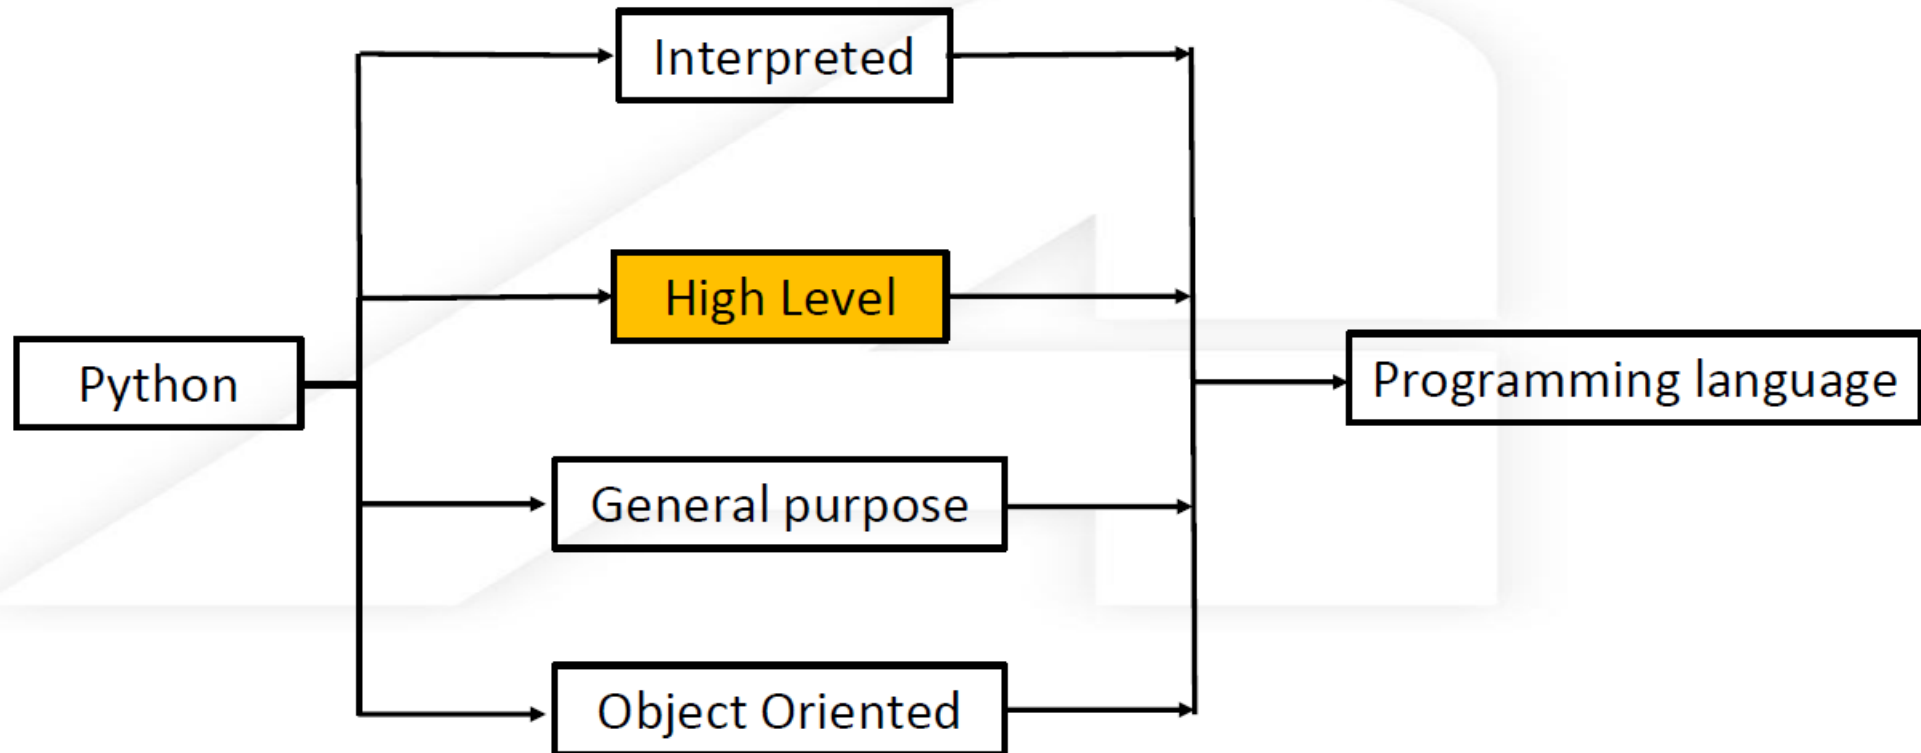 Interpreted
High Level
Python
Programming language
General purpose
Object Oriented